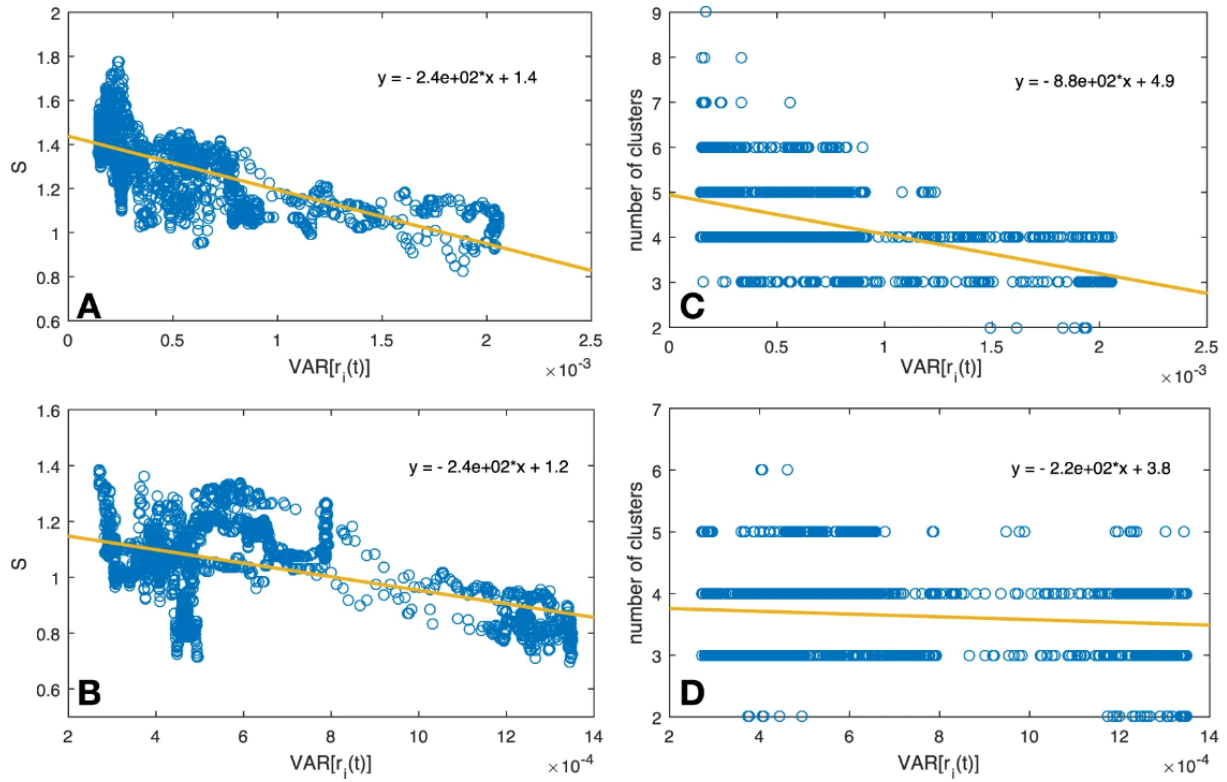 2
1.8
1.6
1.4
1.2
1
0.8
0.6
S
y = - 2.4e+02*x + 1.4
A
0 0.5 1 1.5 2 2.5
VAR[r_i(t)]
×10^-3
9
8
7
6
5
4
3
2
number of clusters
y = - 8.8e+02*x + 4.9
C
0 0.5 1 1.5 2 2.5
VAR[r_i(t)]
×10^-3
1.6
1.4
1.2
1
0.8
0.6
S
y = - 2.4e+02*x + 1.2
B
2 4 6 8 10 12 14
VAR[r_i(t)]
×10^-4
7
6
5
4
3
2
number of clusters
y = - 2.2e+02*x + 3.8
D
2 4 6 8 10 12 14
VAR[r_i(t)]
×10^-4